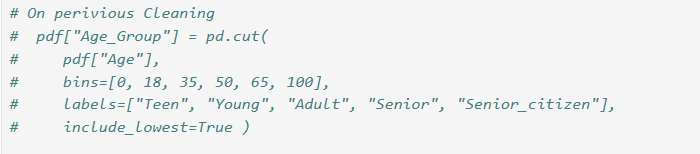 # On perivious Cleaning
#  pdf["Age_Group"] = pd.cut(
#     pdf["Age"],
#     bins=[0, 18, 35, 50, 65, 100],
#     labels=["Teen", "Young", "Adult", "Senior", "Senior_citizen"],
#     include_lowest=True )